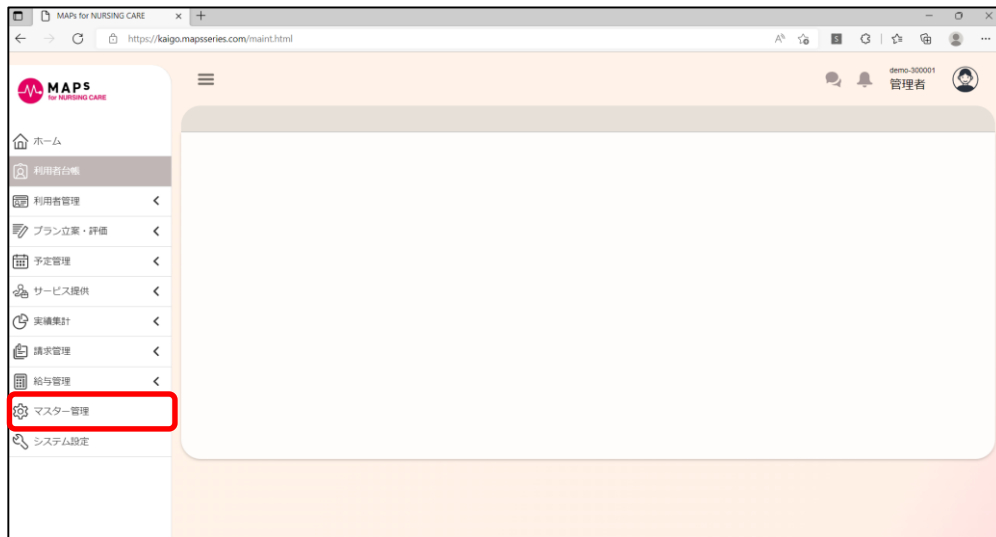 MAPs for NURSING CARE
https://kaigo.mapsseries.com/maint.html
MAPS
for NURSING CARE
demo-300001
管理者
ホーム
利用者台帳
利用者管理
プラン立案・評価
予定管理
サービス提供
実績集計
請求管理
給与管理
マスター管理
システム設定